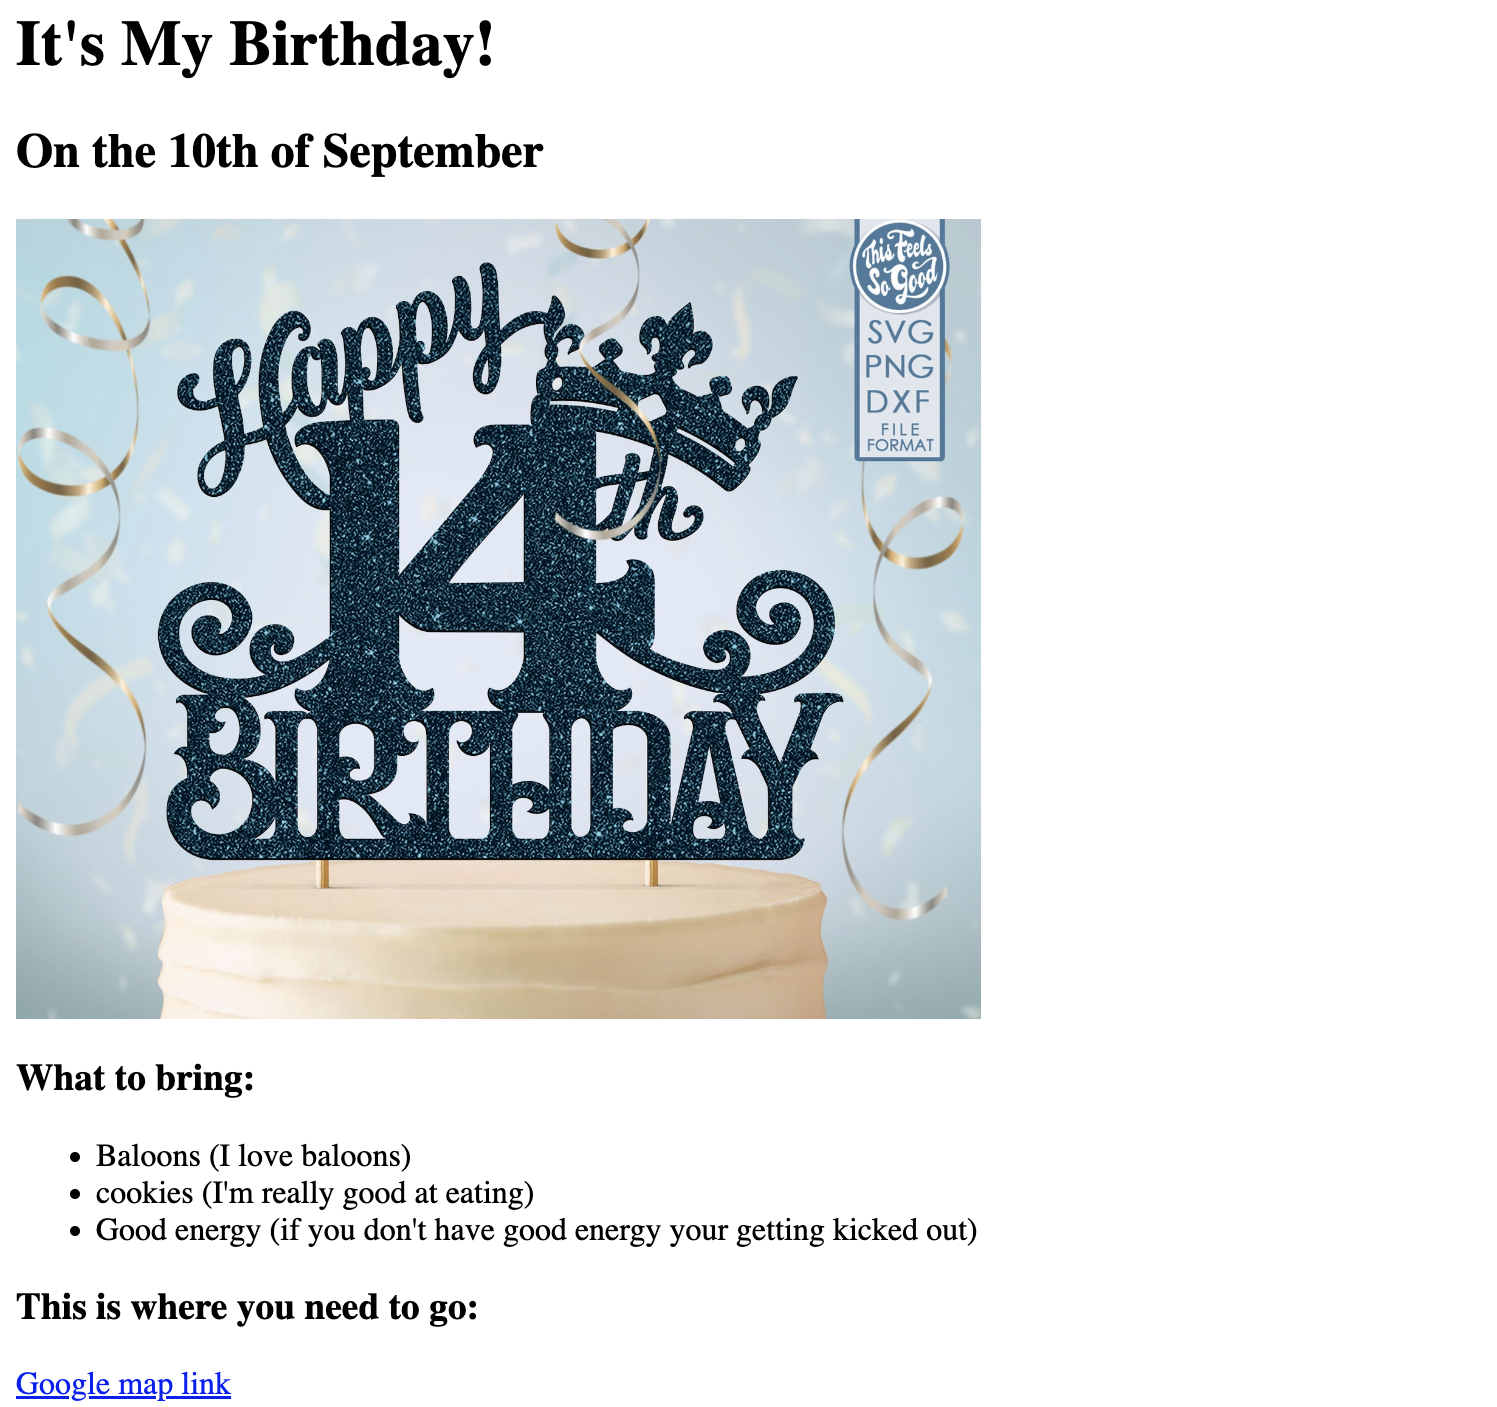 It's My Birthday!
On the 10th of September
Happy
14th
BIRTHDAY
This Feels
So Good
SVG
PNG
DXF
FILE
FORMAT
What to bring:
• Baloons (I love baloons)
• cookies (I'm really good at eating)
• Good energy (if you don't have good energy your getting kicked out)
This is where you need to go:
Google map link